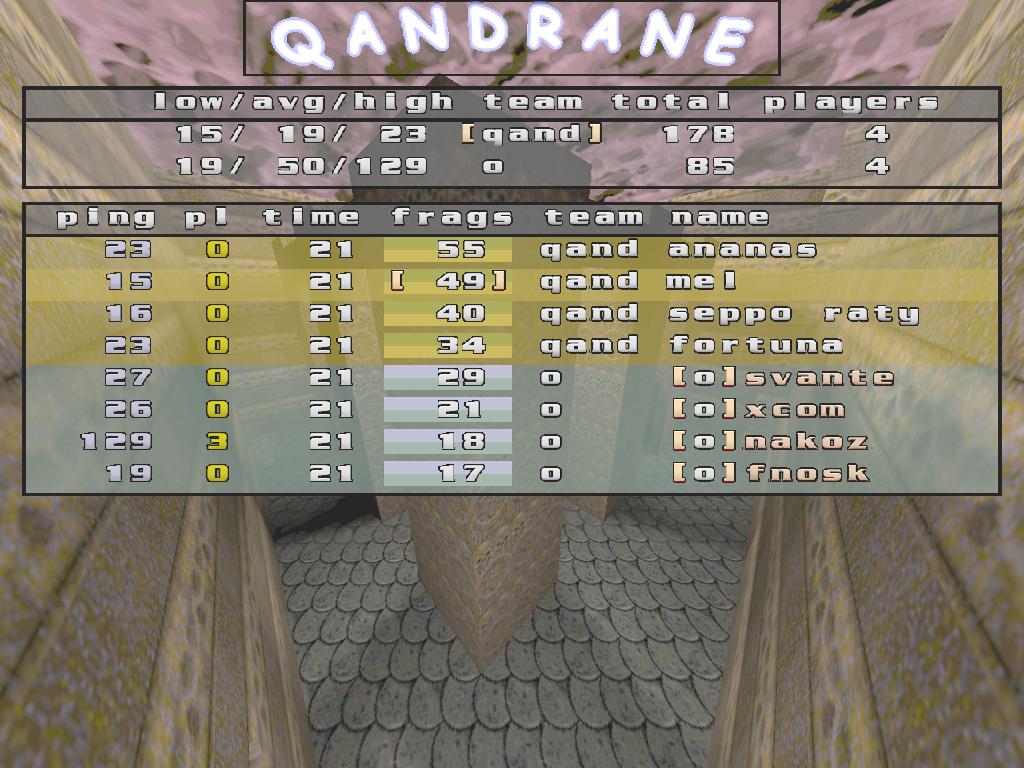 QANDRANE
low/avg/high team total players
15/ 19/ 23 [qand] 178 4
19/ 50/129 o 85 4
ping pl time frags team name
23 0 21 55 qand ananas
15 0 21 [ 49] qand mel
16 0 21 40 qand seppo raty
23 0 21 34 qand fortuna
27 0 21 29 o [o]svante
26 0 21 21 o [o]xcom
129 3 21 18 o [o]nakoz
19 0 21 17 o [o]fnosk